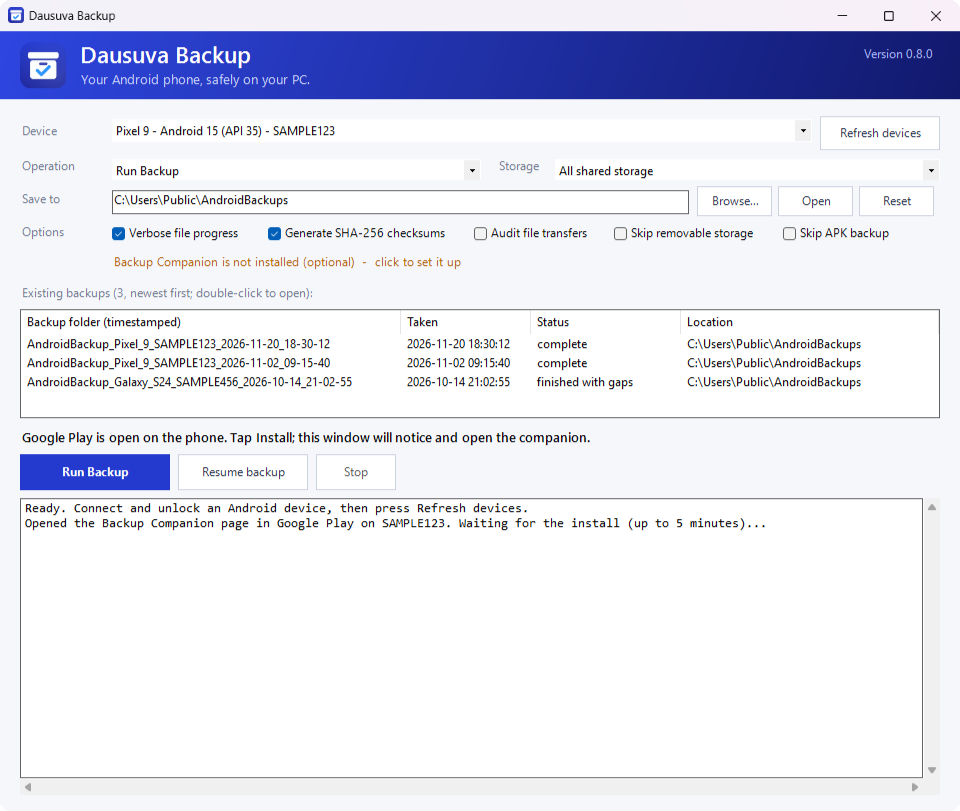 Dausuva Backup
Dausuva Backup
Your Android phone, safely on your PC.
Version 0.8.0
Device Pixel 9 - Android 15 (API 35) - SAMPLE123 Refresh devices
Operation Run Backup Storage All shared storage
Save to C:\Users\Public\AndroidBackups Browse... Open Reset
Options Verbose file progress Generate SHA-256 checksums Audit file transfers Skip removable storage Skip APK backup
Backup Companion is not installed (optional) - click to set it up
Existing backups (3, newest first; double-click to open):
Backup folder (timestamped) Taken Status Location
AndroidBackup_Pixel_9_SAMPLE123_2026-11-20_18-30-12 2026-11-20 18:30:12 complete C:\Users\Public\AndroidBackups
AndroidBackup_Pixel_9_SAMPLE123_2026-11-02_09-15-40 2026-11-02 09:15:40 complete C:\Users\Public\AndroidBackups
AndroidBackup_Galaxy_S24_SAMPLE456_2026-10-14_21-02-55 2026-10-14 21:02:55 finished with gaps C:\Users\Public\AndroidBackups
Google Play is open on the phone. Tap Install; this window will notice and open the companion.
Run Backup Resume backup Stop
Ready. Connect and unlock an Android device, then press Refresh devices.
Opened the Backup Companion page in Google Play on SAMPLE123. Waiting for the install (up to 5 minutes)...